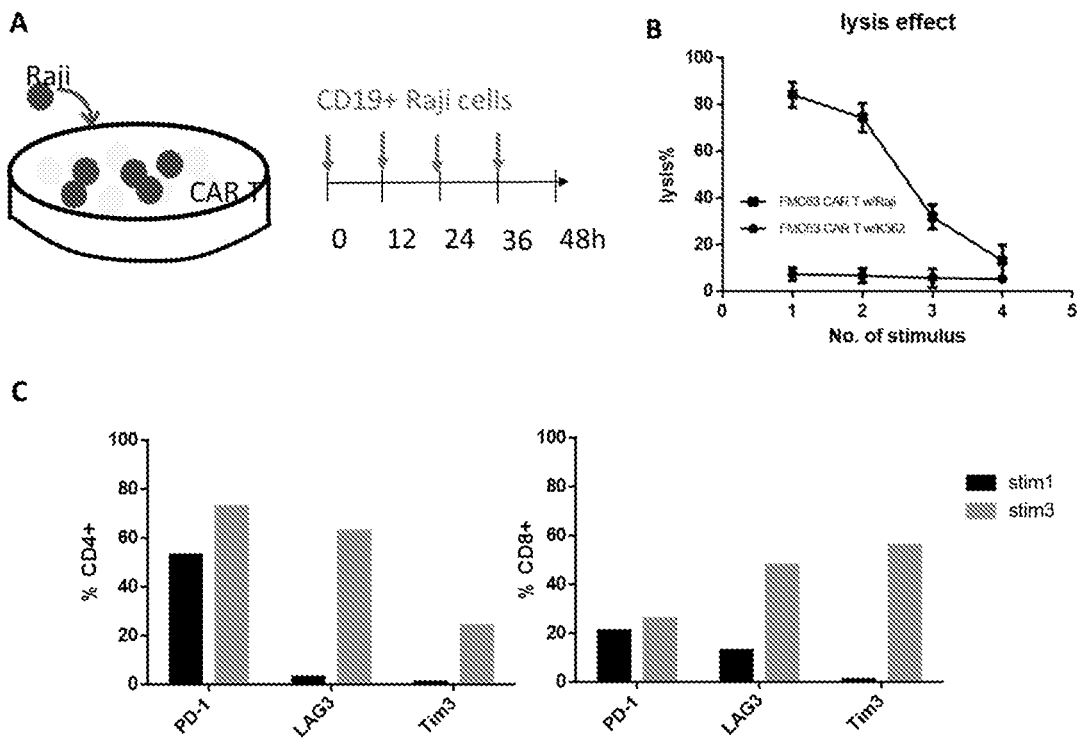 A
Raji
CAR T
CD19+ Raji cells
0 12 24 36 48h
B
lysis effect
lysis%
100
80
60
40
20
0
FMC63 CAR T w/Raji
FMC63 CAR T w/K562
0 1 2 3 4 5
No. of stimulus
C
% CD4+
100
80
60
40
20
0
PD-1 LAG3 Tim3
% CD8+
100
80
60
40
20
0
PD-1 LAG3 Tim3
stim1
stim3